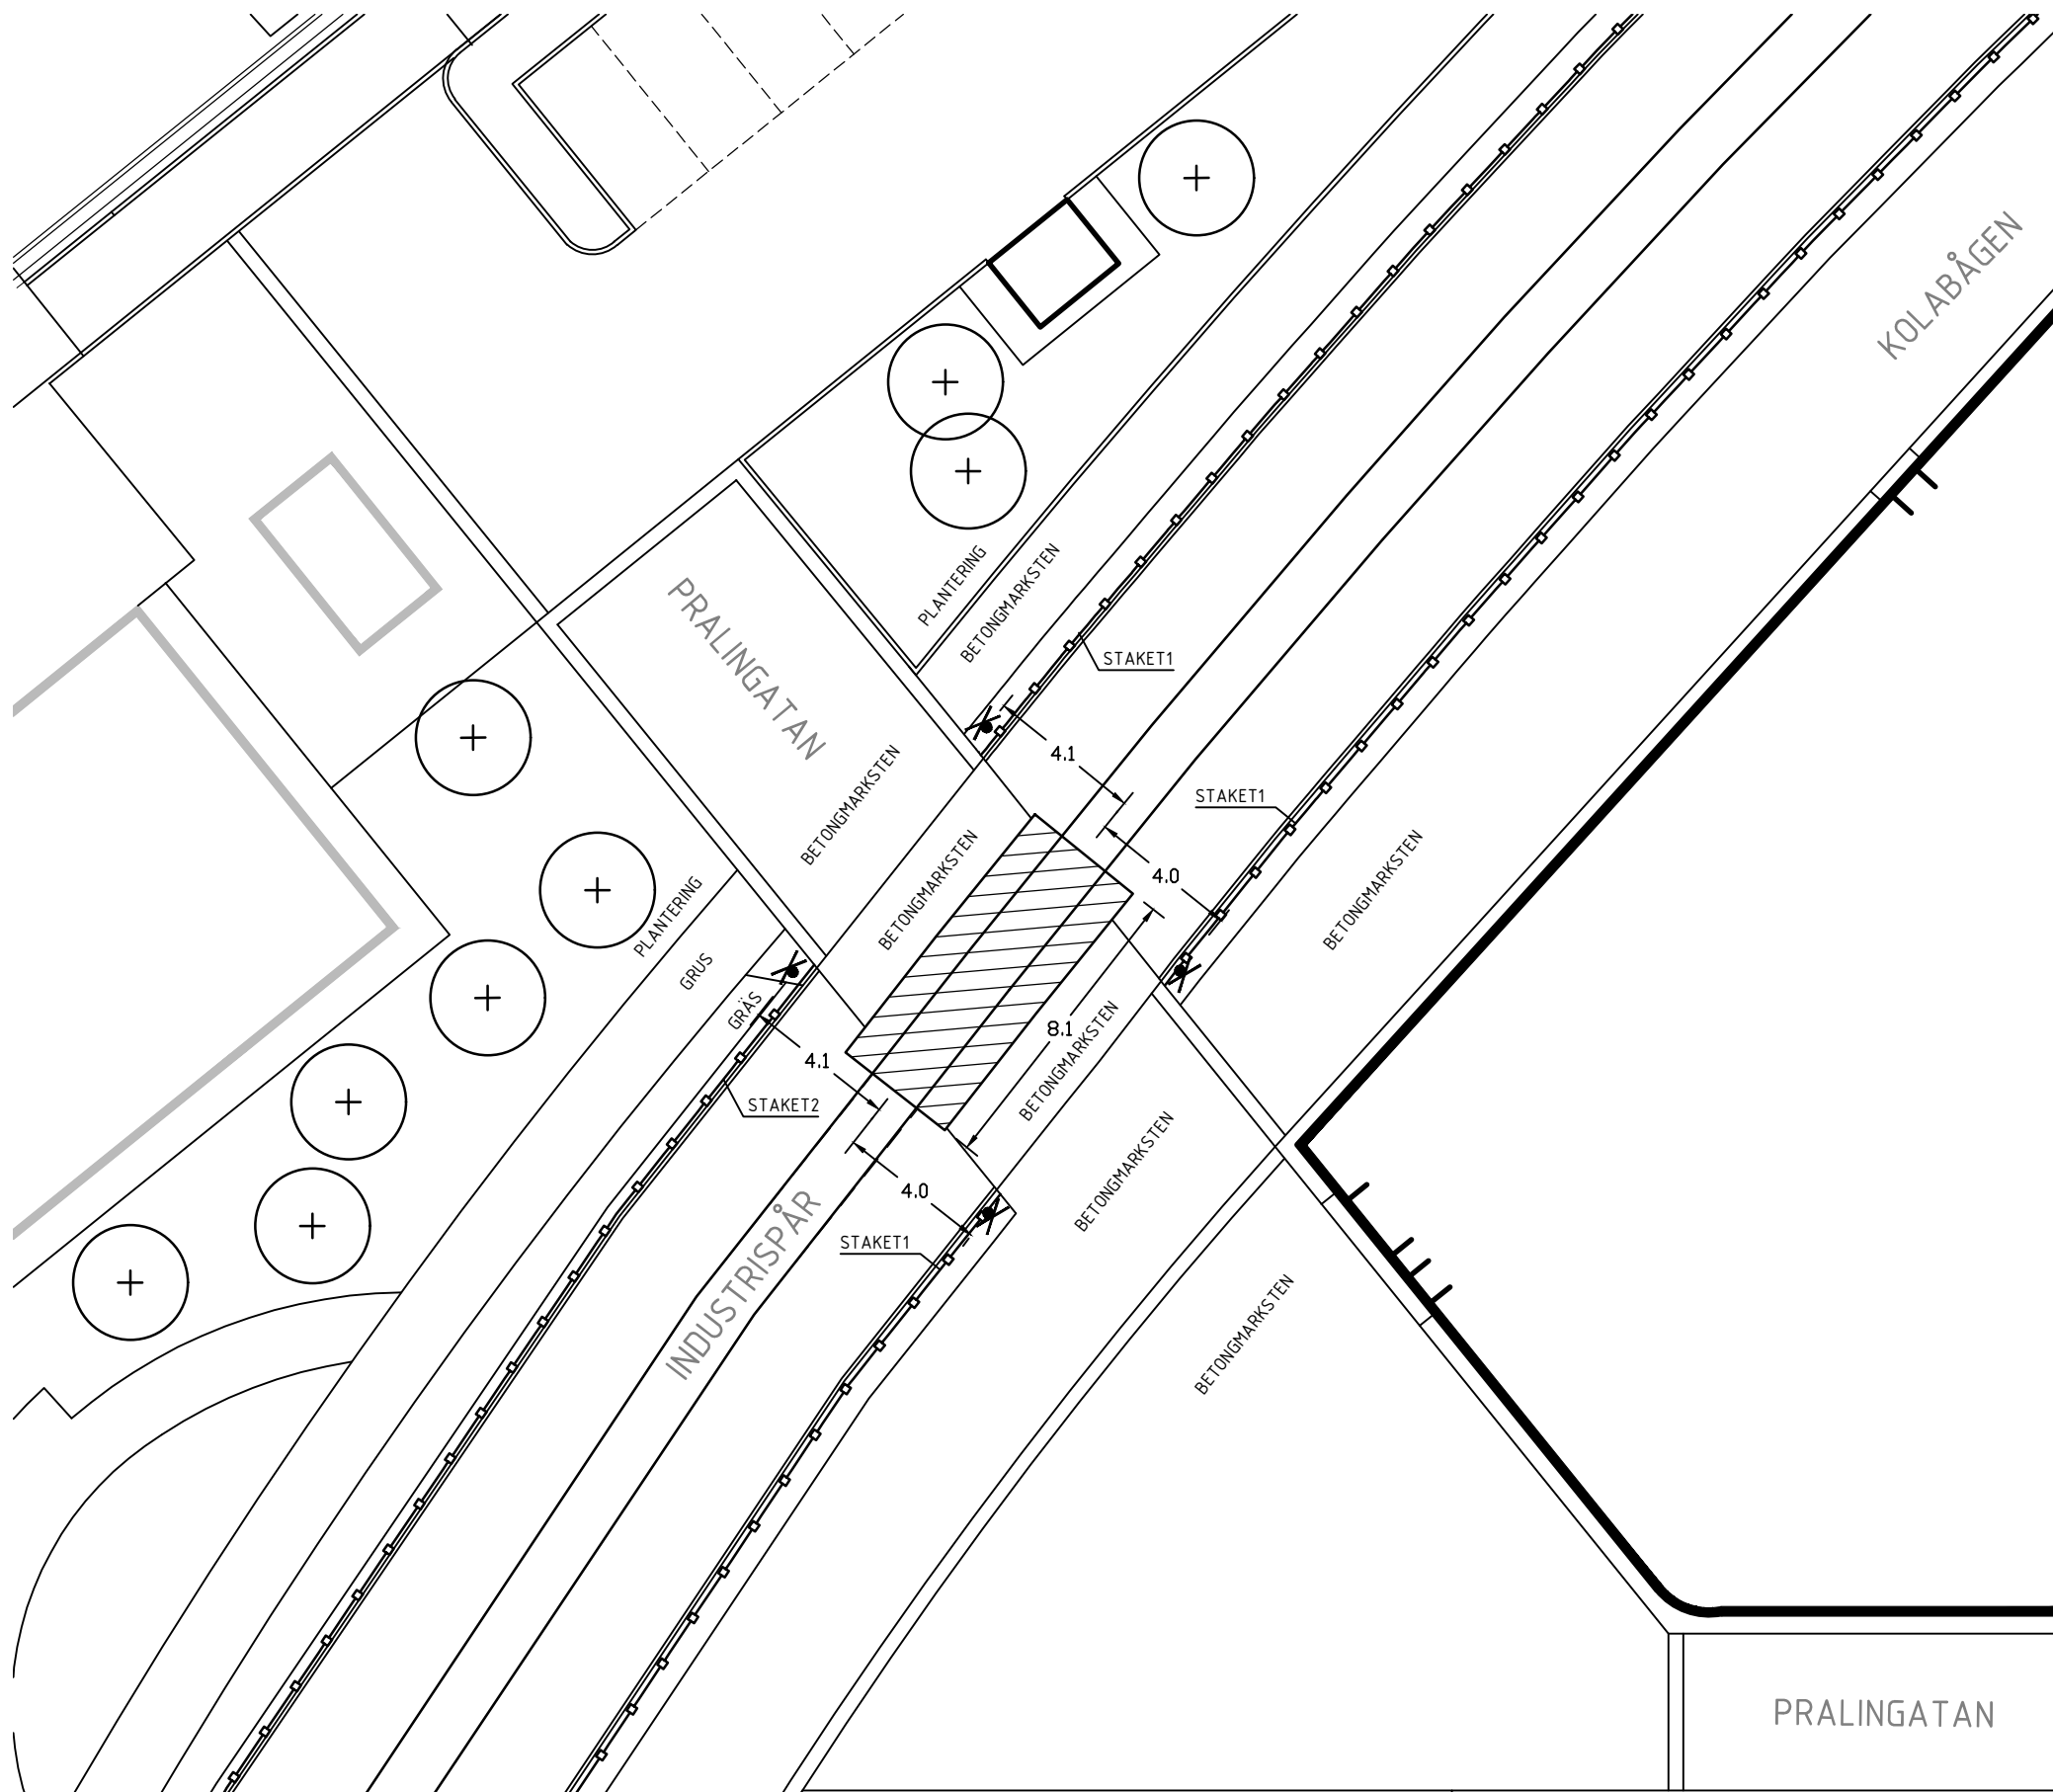 KOLABÅGEN
PLANTERING
BETONGMARKSTEN
PRALINGATAN
STAKET1
4.1
BETONGMARKSTEN
STAKET1
BETONGMARKSTEN
4.0
BETONGMARKSTEN
PLANTERING
GRUS
GRÄS
8.1
BETONGMARKSTEN
4.1
STAKET2
BETONGMARKSTEN
4.0
STAKET1
INDUSTRISPÅR
BETONGMARKSTEN
PRALINGATAN